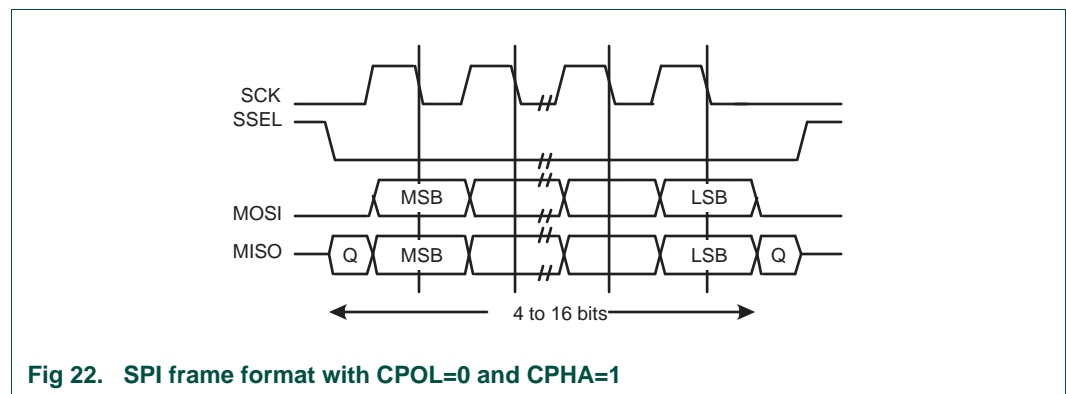 SCK
SSEL
MOSI MSB LSB
MISO Q MSB LSB Q
4 to 16 bits
Fig 22. SPI frame format with CPOL=0 and CPHA=1